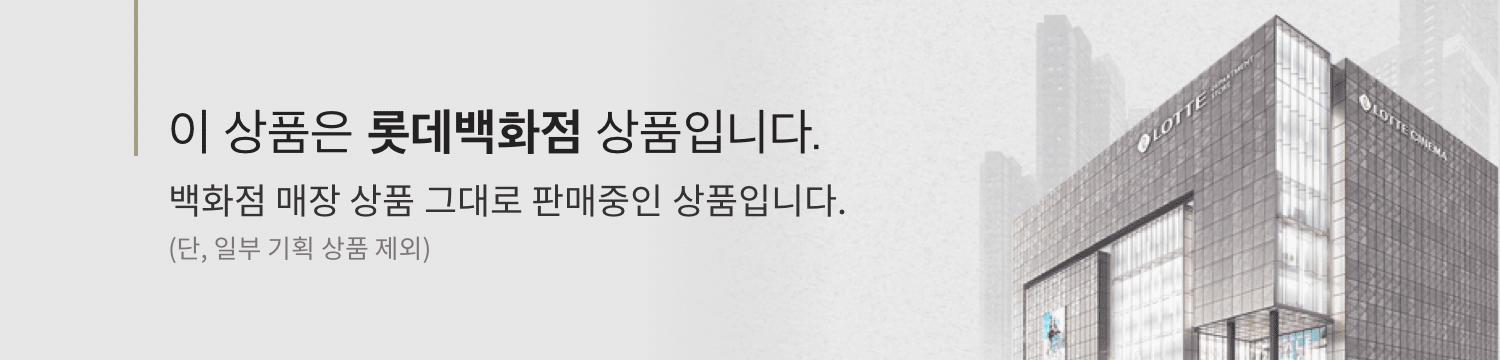 이 상품은 롯데백화점 상품입니다.
백화점 매장 상품 그대로 판매중인 상품입니다.
(단, 일부 기획 상품 제외)
LOTTE DEPARTMENT STORE
LOTTE CINEMA